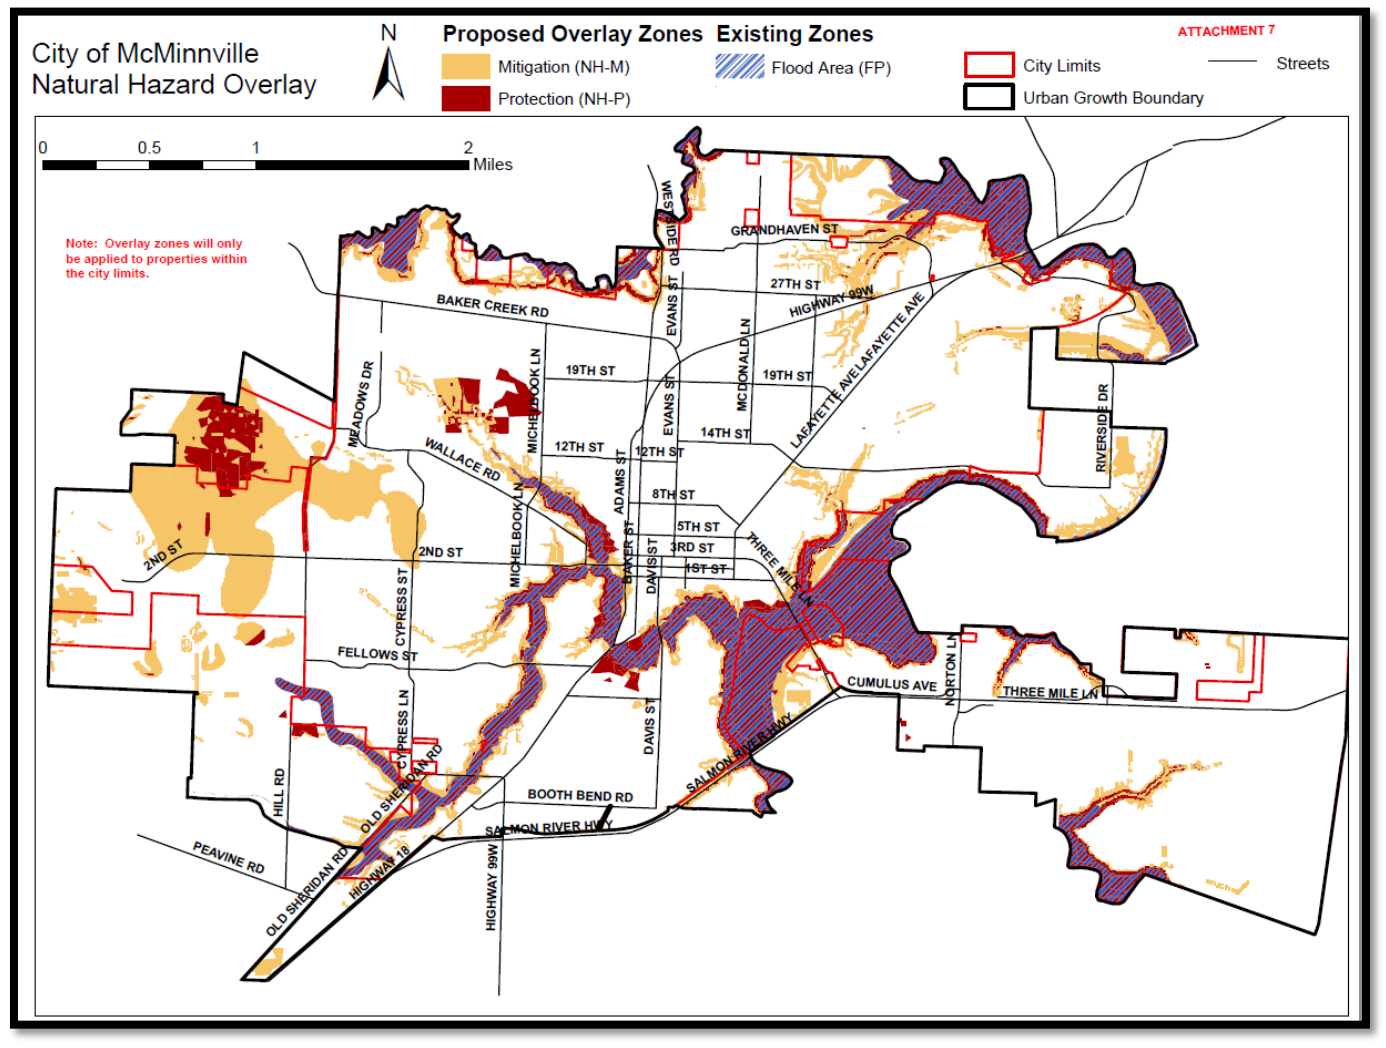 City of McMinnville
Natural Hazard Overlay
N
Proposed Overlay Zones
Mitigation (NH-M)
Protection (NH-P)
Existing Zones
Flood Area (FP)
ATTACHMENT 7
City Limits
Streets
Urban Growth Boundary
0 0.5 1 2
Miles
Note: Overlay zones will only
be applied to properties within
the city limits.
WESTSIDE RD
GRANDHAVEN ST
27TH ST
HIGHWAY 99W
BAKER CREEK RD
EVANS ST
MCDONALD LN
LAFAYETTE AVE
LAFAYETTE AVE
19TH ST
19TH ST
MEADOWS DR
MICHELBOOK LN
EVANS ST
RIVERSIDE DR
14TH ST
WALLACE RD
12TH ST
12TH ST
ADAMS ST
8TH ST
MICHELBOOK LN
5TH ST
3RD ST
1ST ST
BAKER ST
DAVIS ST
THREE MILE LN
2ND ST
2ND ST
CYPRESS ST
FELLOWS ST
NORTON LN
CUMULUS AVE
THREE MILE LN
CYPRESS LN
DAVIS ST
SALMON RIVER HWY
HILL RD
OLD SHERIDAN RD
BOOTH BEND RD
SALMON RIVER HWY
PEAVINE RD
OLD SHERIDAN RD
HIGHWAY 18
HIGHWAY 99W